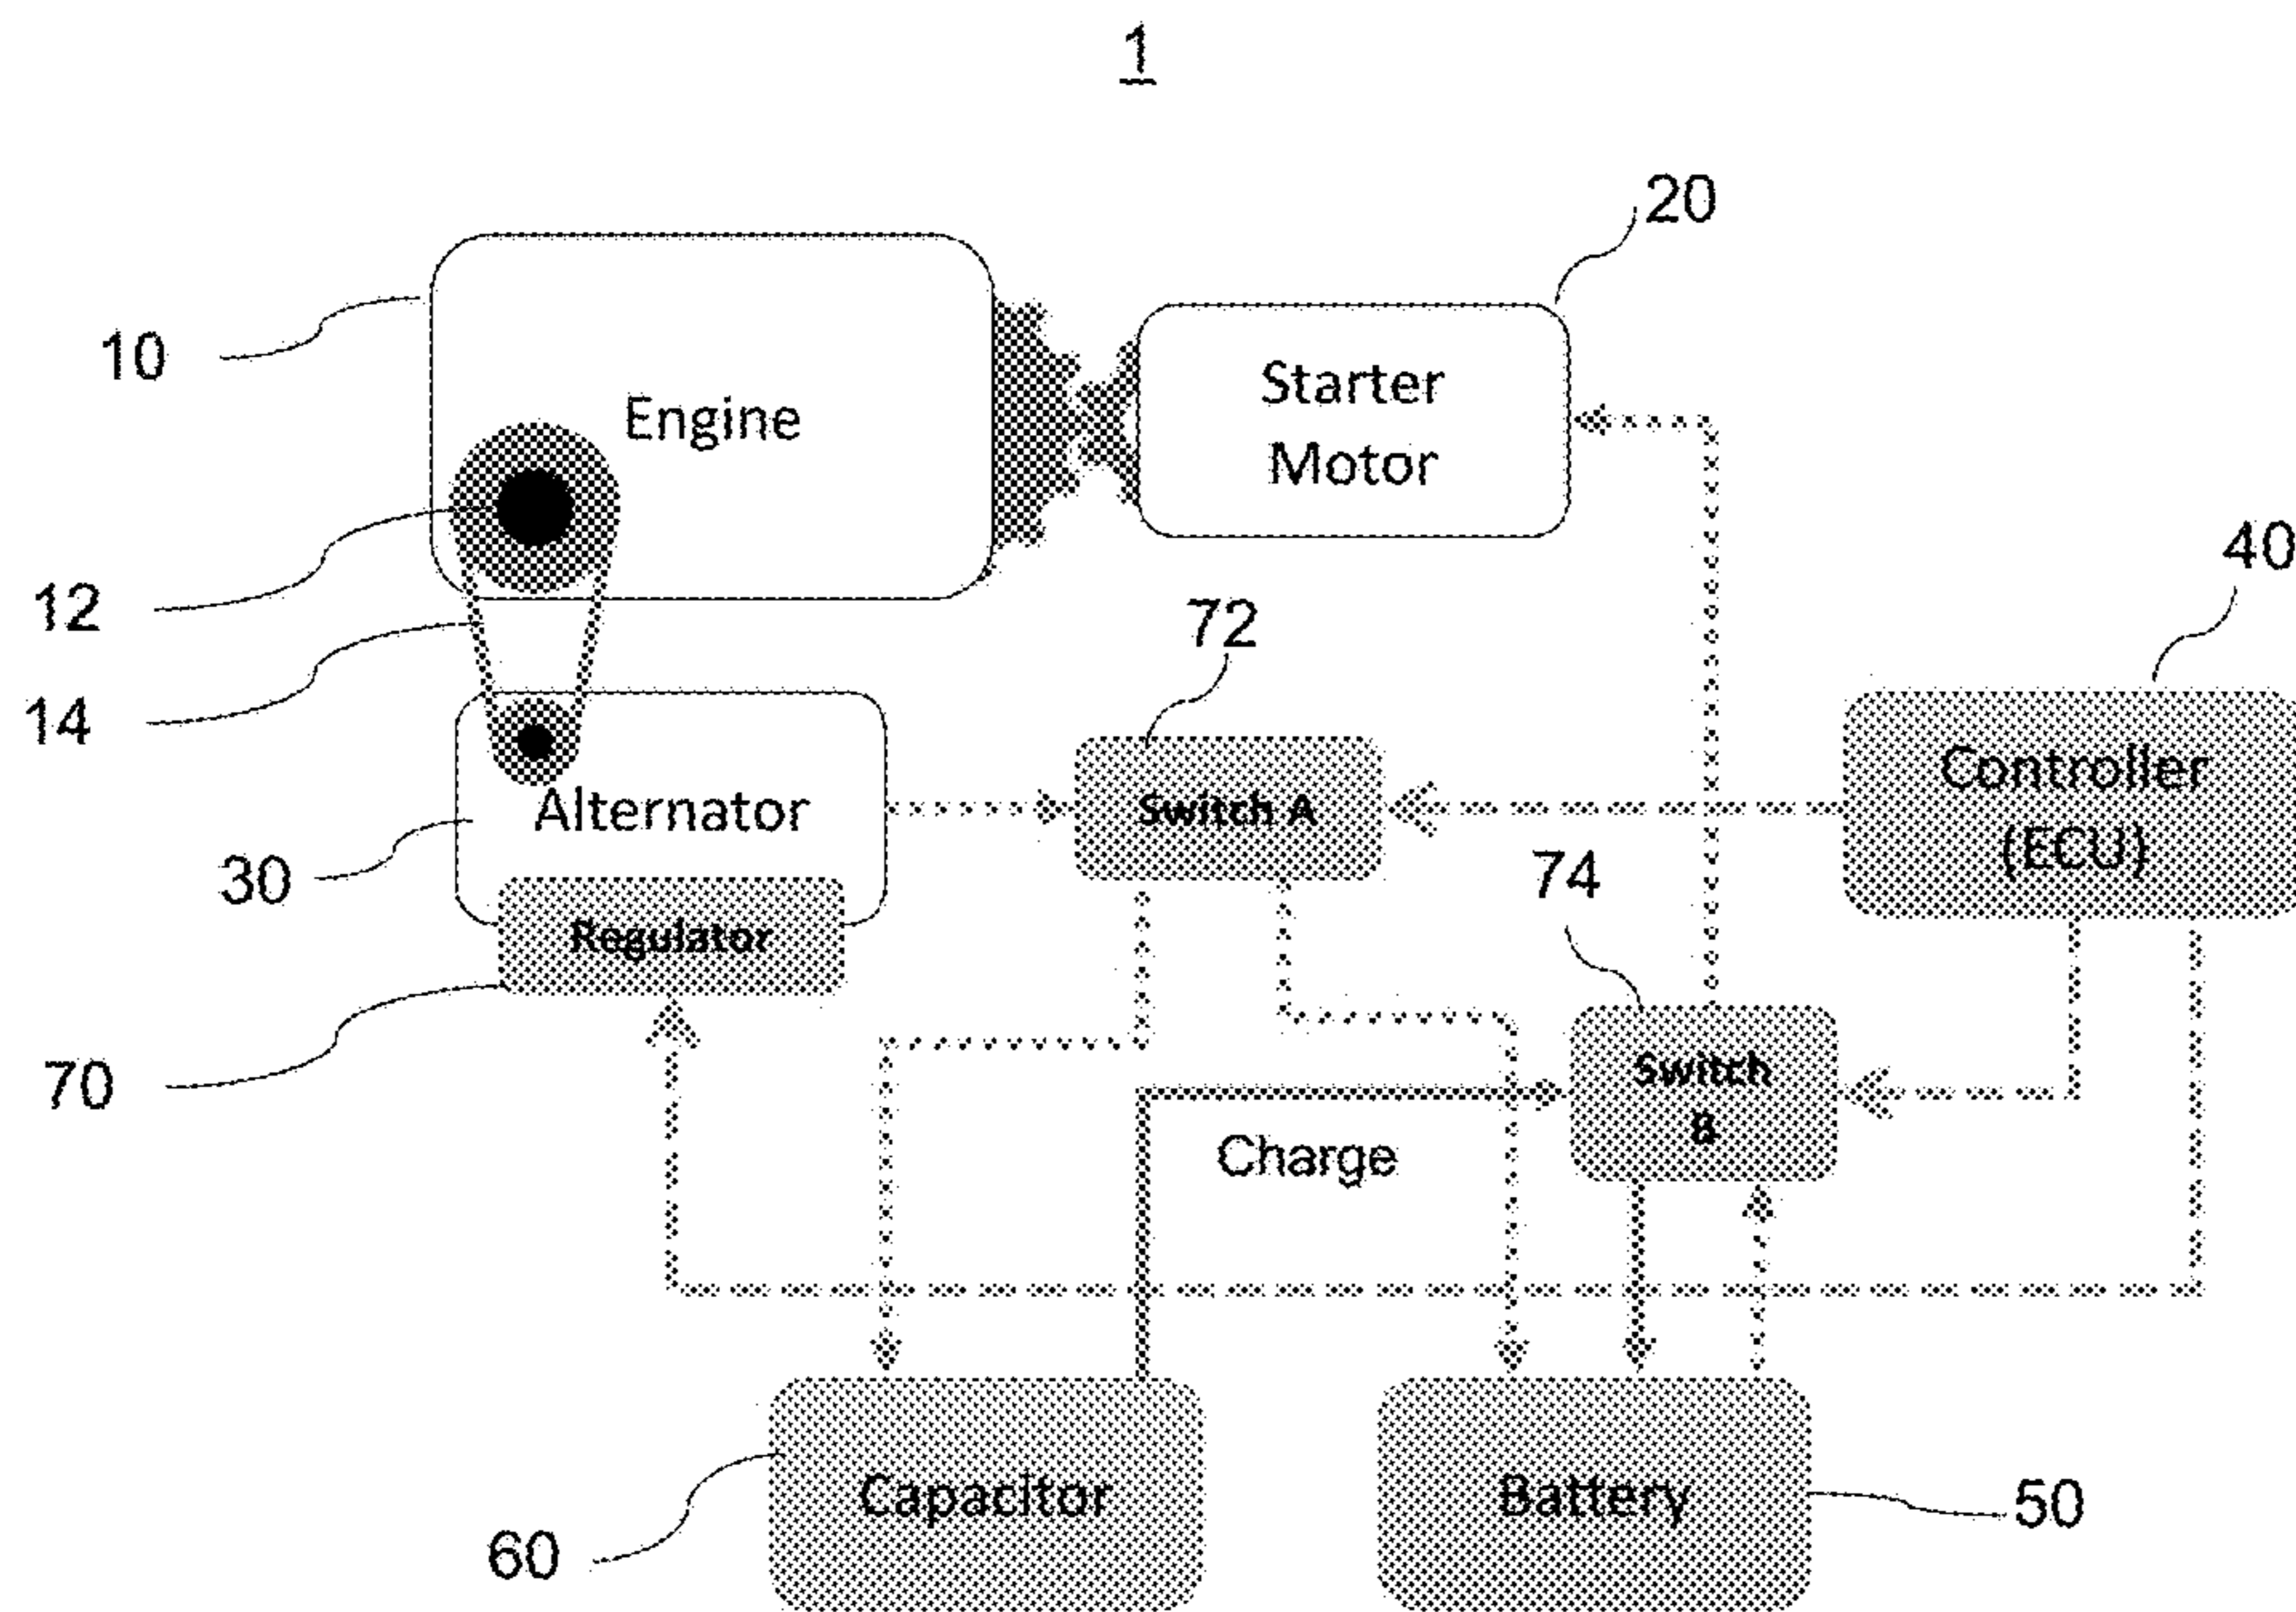 1
20
10
Engine
Starter
Motor
40
12
72
14
Controller
(ECU)
Switch A
Alternator
74
30
Regulator
70
Switch
B
Charge
Capacitor
Battery
50
60